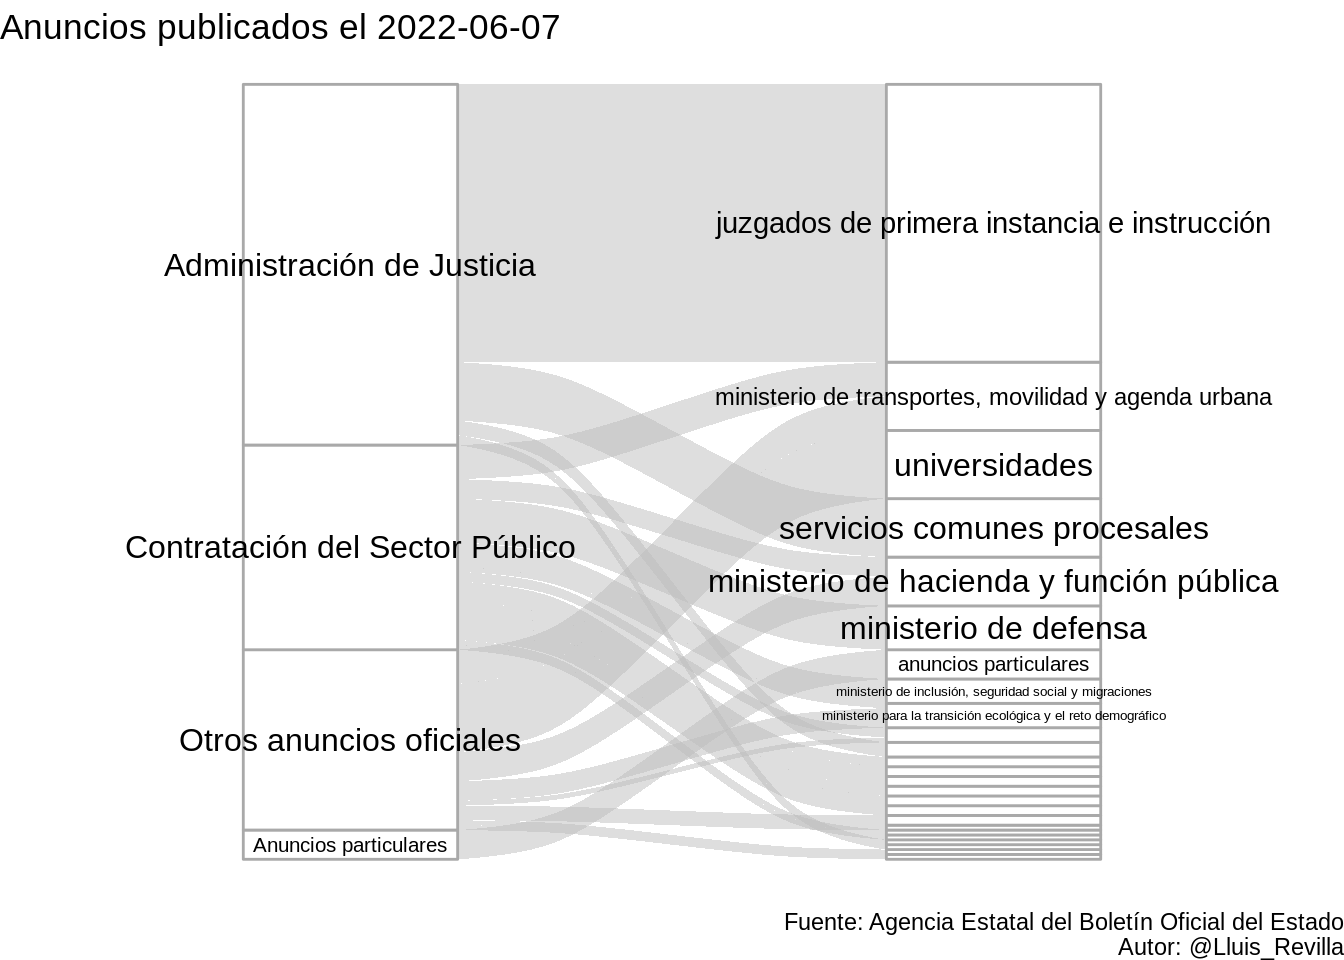 Anuncios publicados el 2022-06-07
Administración de Justicia
Contratación del Sector Público
Otros anuncios oficiales
Anuncios particulares
juzgados de primera instancia e instrucción
ministerio de transportes, movilidad y agenda urbana
universidades
servicios comunes procesales
ministerio de hacienda y función pública
ministerio de defensa
anuncios particulares
ministerio de inclusión, seguridad social y migraciones
ministerio para la transición ecológica y el reto demográfico
Fuente: Agencia Estatal del Boletín Oficial del Estado
Autor: @Lluis_Revilla